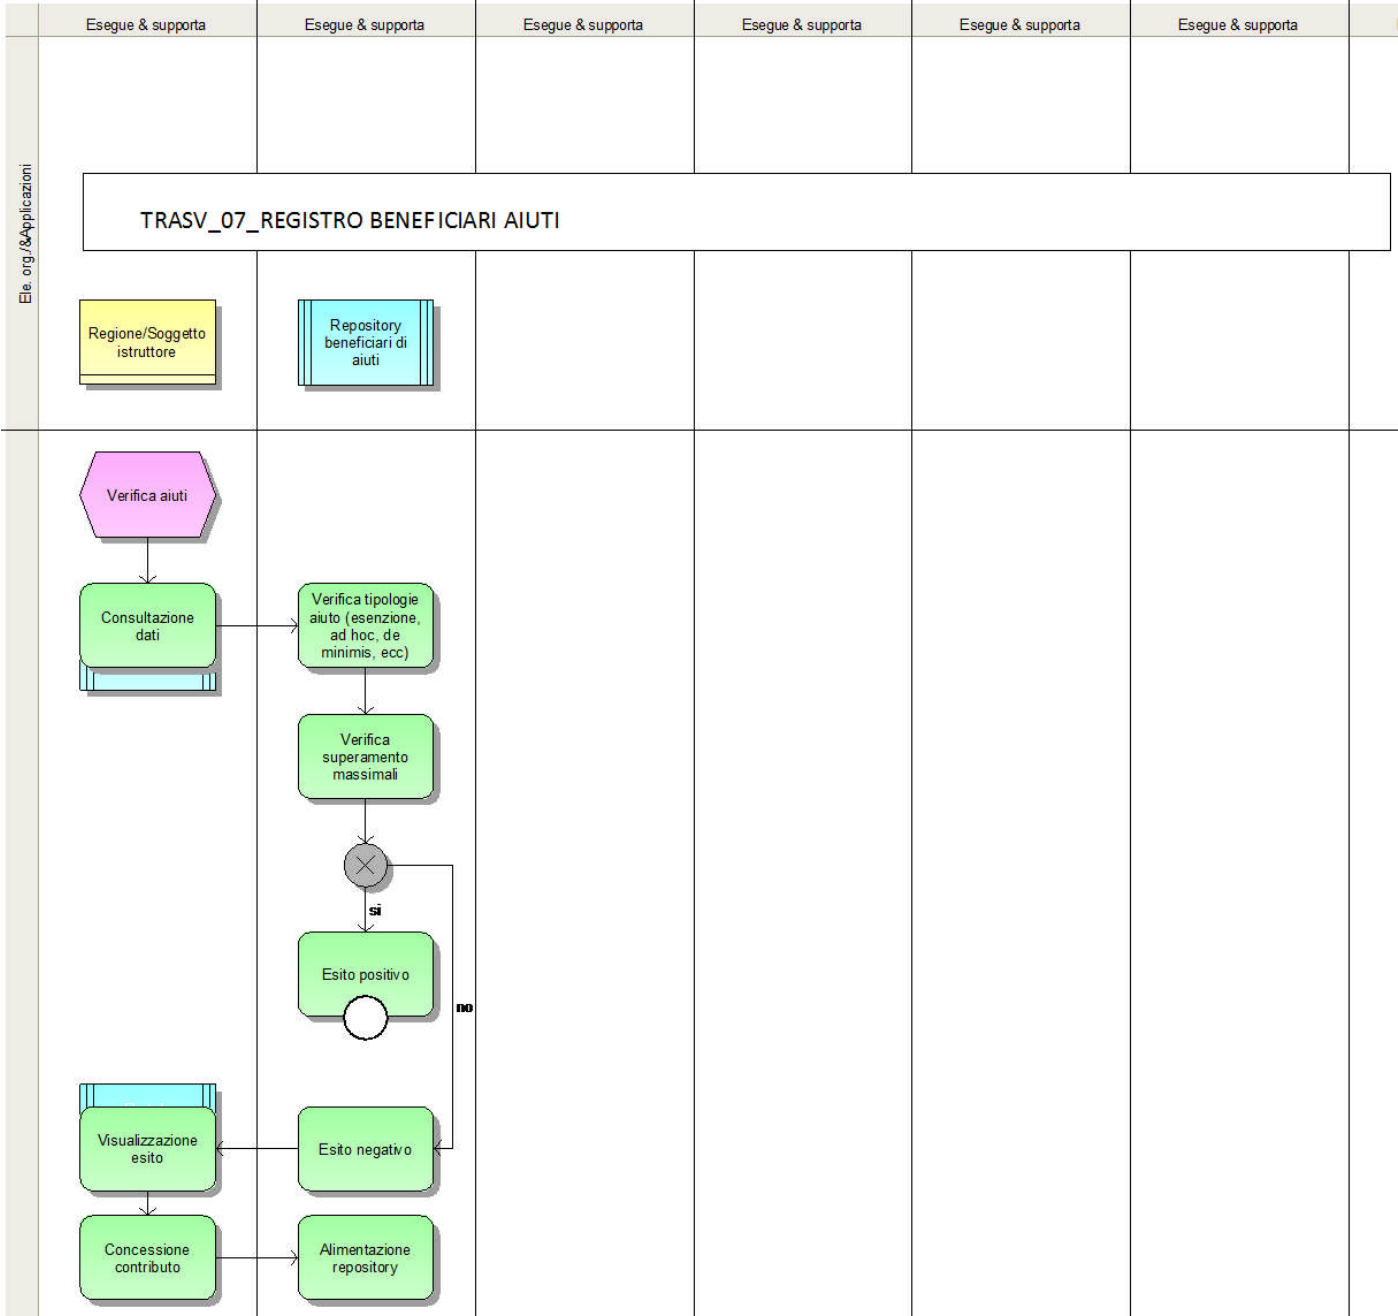 Esegue & supporta
Esegue & supporta
Esegue & supporta
Esegue & supporta
Esegue & supporta
Esegue & supporta
Ele. org./&Applicazioni
TRASV_07_REGISTRO BENEFICIARI AIUTI
Regione/Soggetto
istruttore
Repository
beneficiari di
aiuti
Verifica aiuti
Consultazione
dati
Verifica tipologie
aiuto (esenzione,
ad hoc, de
minimis, ecc)
Verifica
superamento
massimali
si
Esito positivo
no
Visualizzazione
esito
Esito negativo
Concessione
contributo
Alimentazione
repository